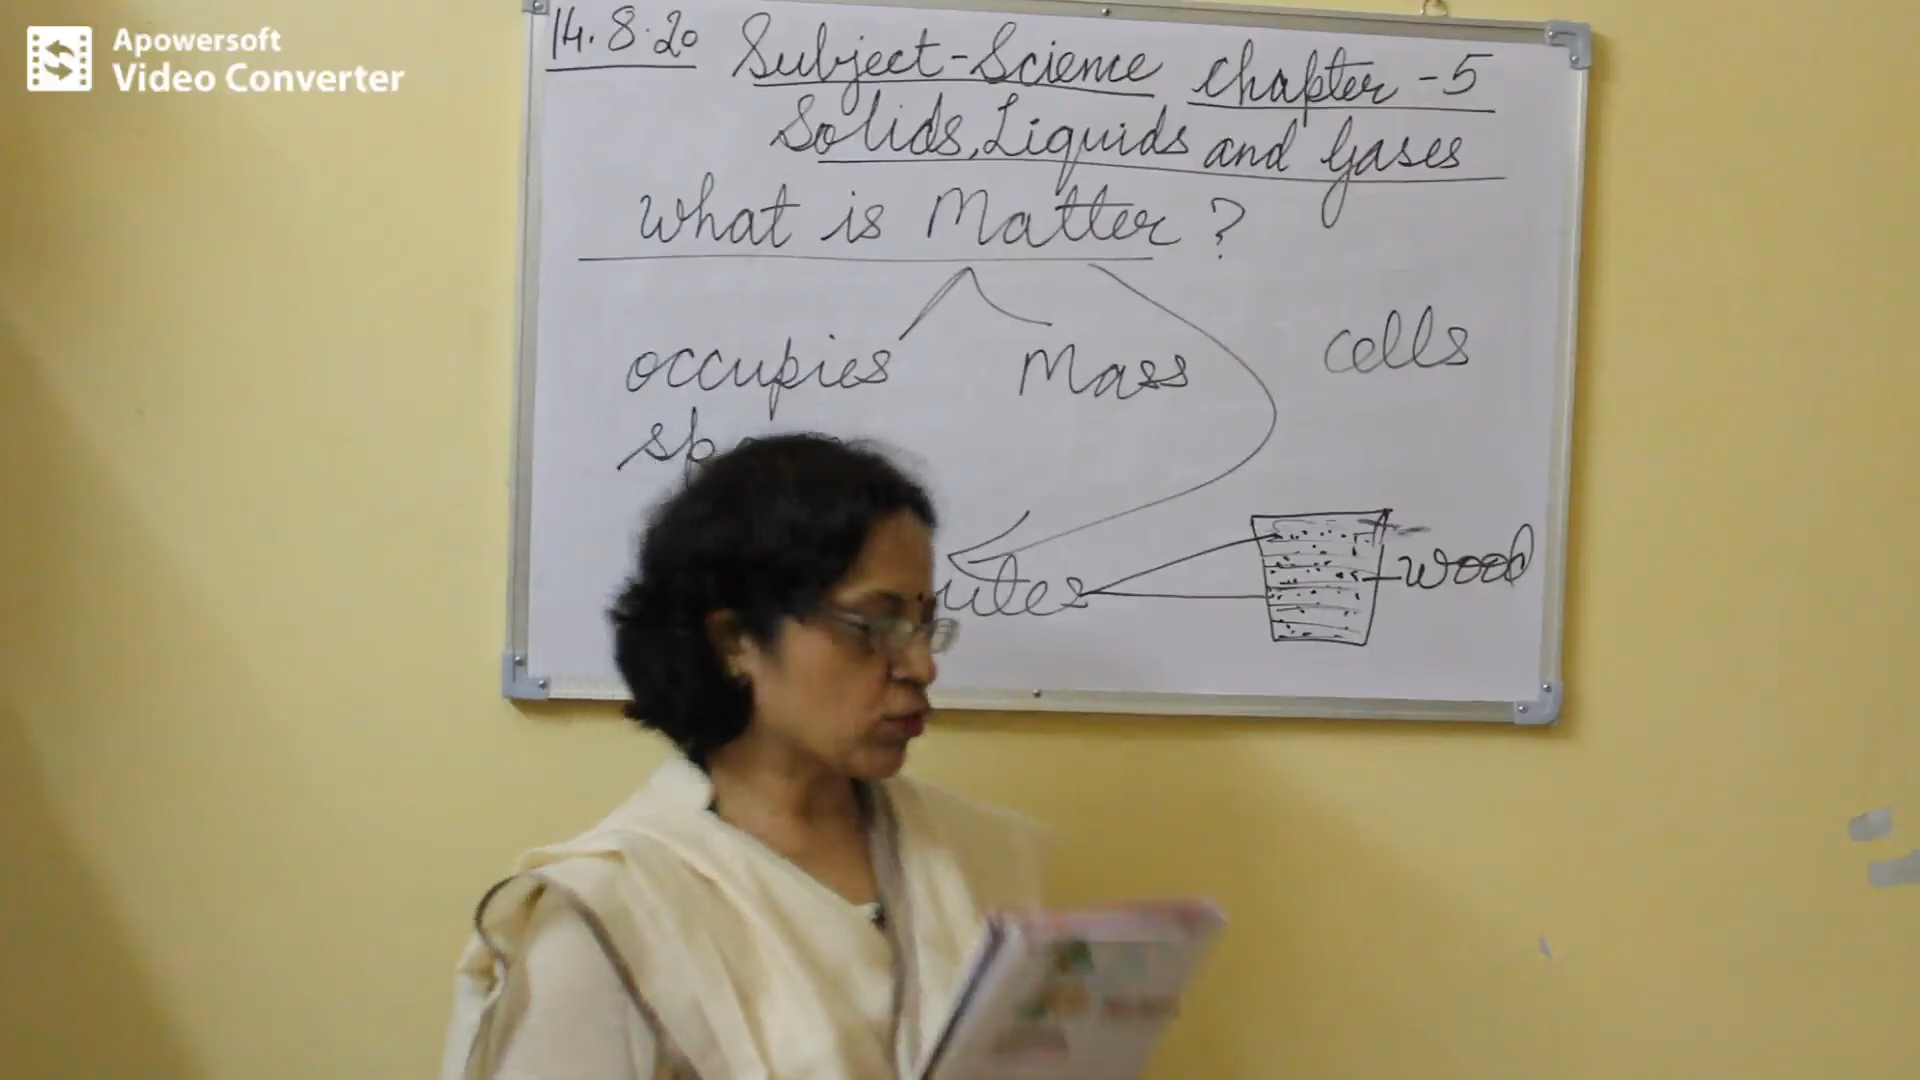 Apowersoft
Video Converter
14.8.20
Subject-Science chapter-5
Solids, Liquids and Gases
What is Matter?
occupies
Mass
cells
wood